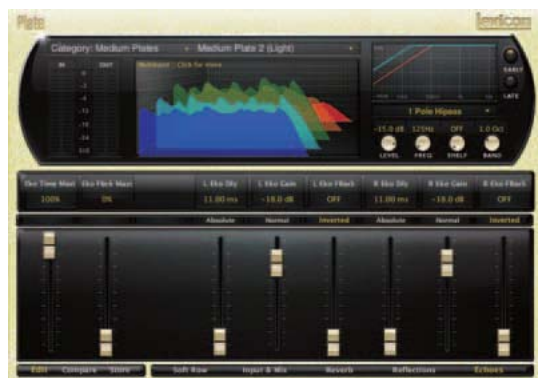 Plate
lexicon
Category: Medium Plates
Medium Plate 2 (Light)
IN
OUT
Click for more
EARLY
LATE
1 Pole Hipass
-15.0 dB 125Hz OFF 1.0 Oct
LEVEL FREQ SHELF BAND
Eko Time Mast
Eko Fbck Mast
L Eko Dly
L Eko Gain
L Eko FBack
R Eko Dly
R Eko Gain
R Eko FBack
100%
0%
11.00 ms
-18.0 dB
OFF
11.00 ms
-18.0 dB
OFF
Absolute
Normal
Inverted
Absolute
Normal
Inverted
Edit
Compare
Store
Soft Row
Input & Mix
Reverb
Reflections
Echoes